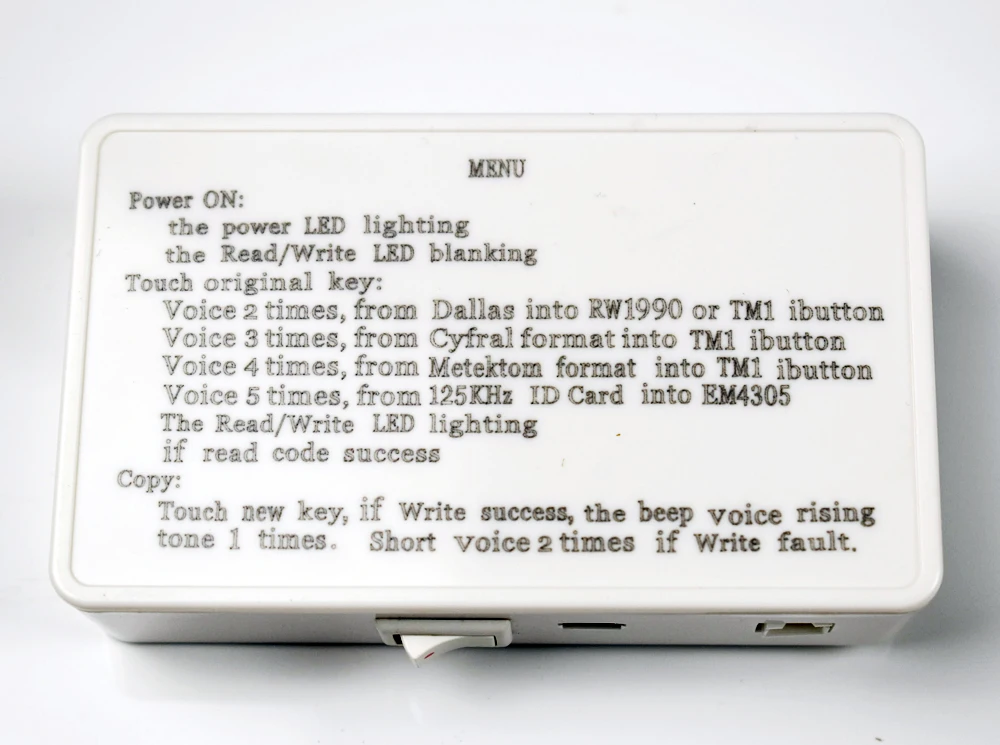 MENU
Power ON:
the power LED lighting
the Read/Write LED blanking
Touch original key:
Voice 2 times, from Dallas into RW1990 or TM1 ibutton
Voice 3 times, from Cyfral format into TM1 ibutton
Voice 4 times, from Metektom format into TM1 ibutton
Voice 5 times, from 125KHz ID Card into EM4305
The Read/Write LED lighting
if read code success
Copy:
Touch new key, if Write success, the beep voice rising
tone 1 times. Short voice 2 times if Write fault.